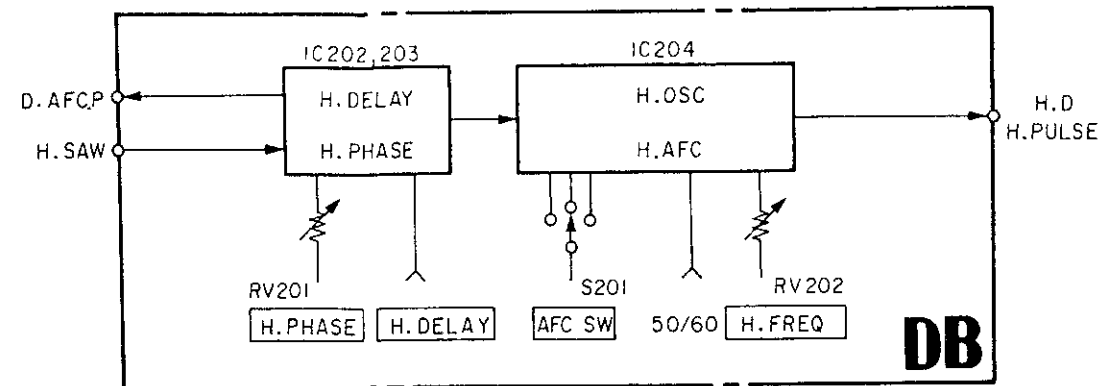 IC202,203
IC204
D.AFC.P
H.DELAY
H.OSC
H.D
H.PULSE
H.SAW
H.PHASE
H.AFC
RV201
S201
RV202
H.PHASE
H.DELAY
AFC SW
50/60
H.FREQ
DB